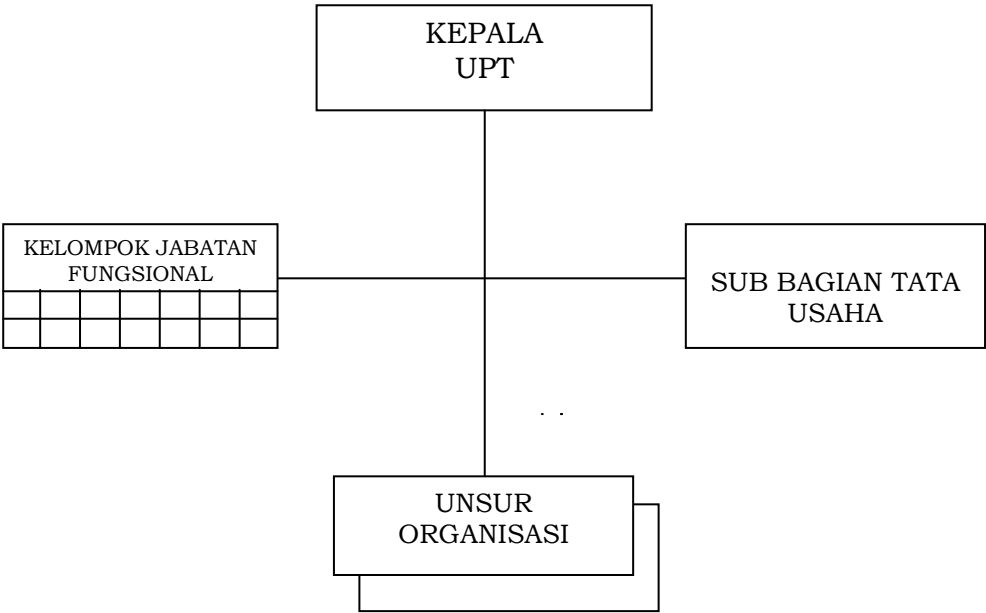 KEPALA
UPT
KELOMPOK JABATAN
FUNGSIONAL
SUB BAGIAN TATA
USAHA
. .
UNSUR
ORGANISASI